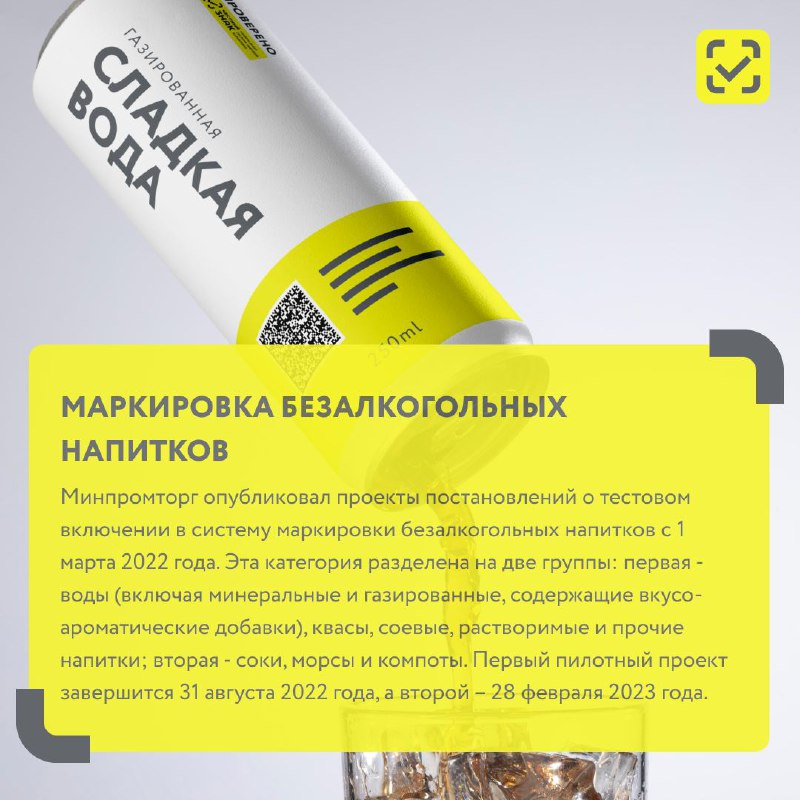 ПРОВЕРЕНО
ЗНАК
ГАЗИРОВАННАЯ
СЛАДКАЯ
ВОДА
250ml
МАРКИРОВКА БЕЗАЛКОГОЛЬНЫХ
НАПИТКОВ
Минпромторг опубликовал проекты постановлений о тестовом
включении в систему маркировки безалкогольных напитков с 1
марта 2022 года. Эта категория разделена на две группы: первая -
воды (включая минеральные и газированные, содержащие вкусо-
ароматические добавки), квасы, соевые, растворимые и прочие
напитки; вторая - соки, морсы и компоты. Первый пилотный проект
завершится 31 августа 2022 года, а второй – 28 февраля 2023 года.